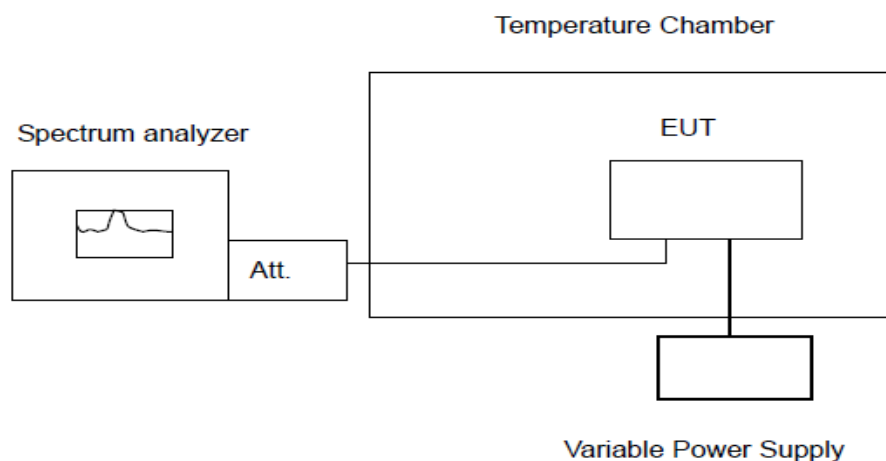 Temperature Chamber
Spectrum analyzer
EUT
Att.
Variable Power Supply